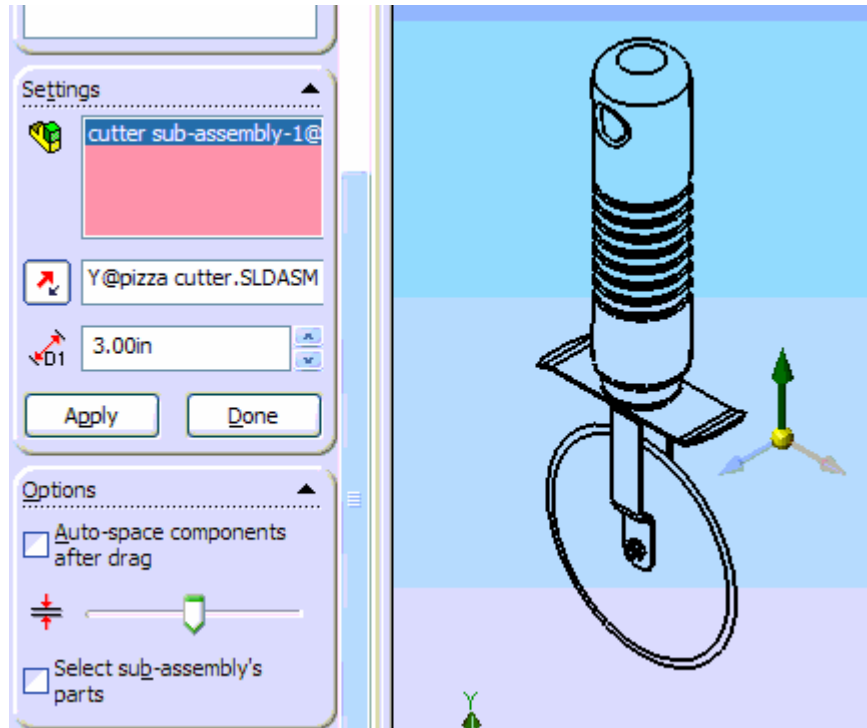 Settings
cutter sub-assembly-1@
Y@pizza cutter.SLDASM
D1
3.00in
Apply
Done
Options
Auto-space components
after drag
Select sub-assembly's
parts
Y